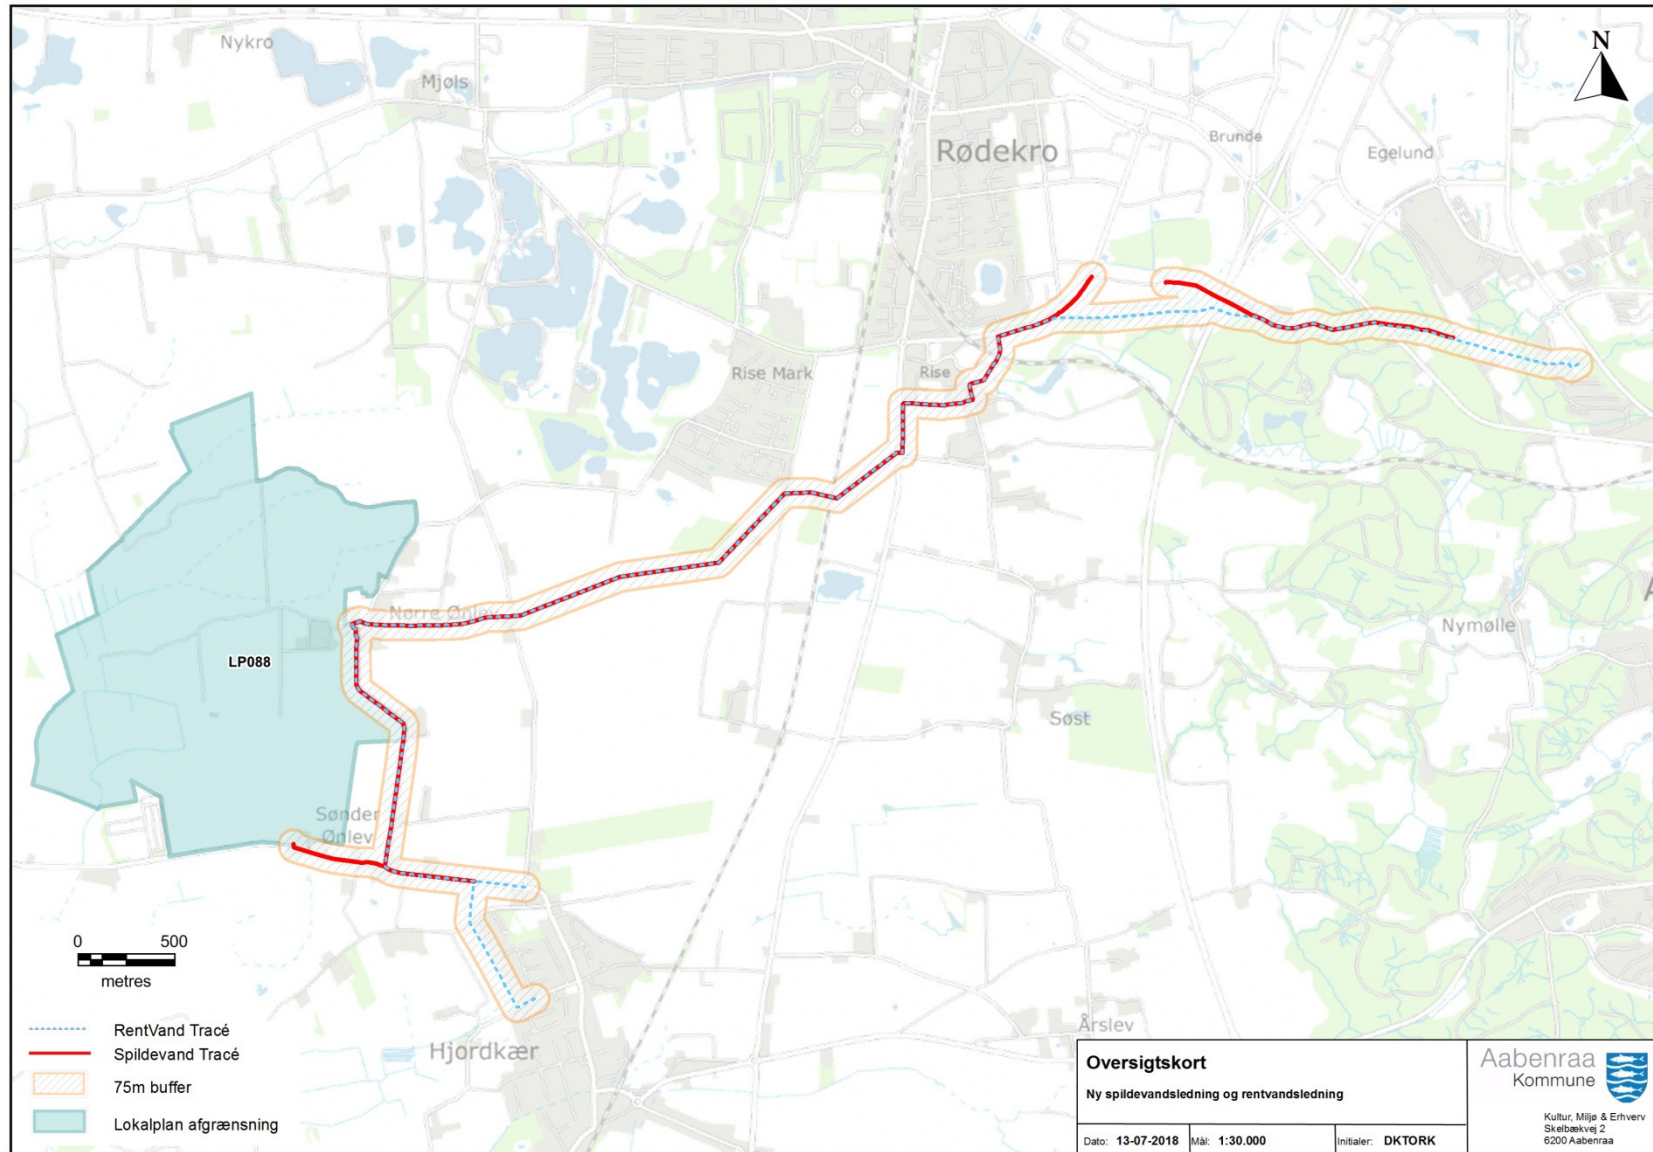 Nykro
Mjøls
N
Rødekro
Brunde
Egelund
Rise Mark
Rise
Nørre Ønlev
LP088
Nymølle
Søst
Sønder
Ønlev
0 500
metres
Årslev
Hjordkær
RentVand Tracé
Spildevand Tracé
75m buffer
Lokalplan afgrænsning
Oversigtskort
Ny spildevandsledning og rentvandsledning
Dato: 13-07-2018 Mål: 1:30.000 Initialer: DKTORK
Aabenraa
Kommune
Kultur, Miljø & Erhverv
Skelbækvej 2
6200 Aabenraa